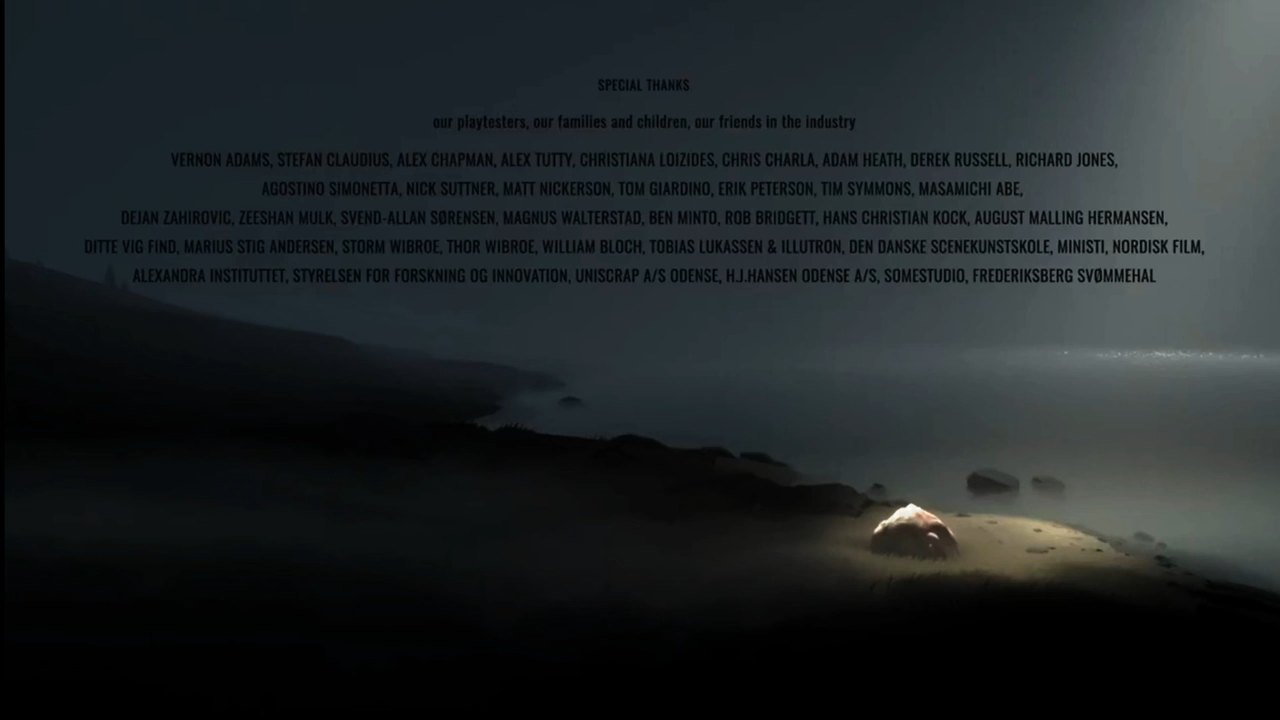 SPECIAL THANKS
our playtesters, our families and children, our friends in the industry
VERNON ADAMS, STEFAN CLAUDIUS, ALEX CHAPMAN, ALEX TUTTY, CHRISTIANA LOIZIDES, CHRIS CHARLA, ADAM HEATH, DEREK RUSSELL, RICHARD JONES,
AGOSTINO SIMONETTA, NICK SUTTNER, MATT NICKERSON, TOM GIARDINO, ERIK PETERSON, TIM SYMMONS, MASAMICHI ABE,
DEJAN ZAHIROVIC, ZEESHAN MULK, SVEND-ALLAN SØRENSEN, MAGNUS WALTERSTAD, BEN MINTO, ROB BRIDGETT, HANS CHRISTIAN KOCK, AUGUST MALLING HERMANSEN,
DITTE VIG FIND, MARIUS STIG ANDERSEN, STORM WIBROE, THOR WIBROE, WILLIAM BLOCH, TOBIAS LUKASSEN & ILLUTRON, DEN DANSKE SCENEKUNSTSKOLE, MINISTI, NORDISK FILM,
ALEXANDRA INSTITUTTET, STYRELSEN FOR FORSKNING OG INNOVATION, UNISCRAP A/S ODENSE, H.J.HANSEN ODENSE A/S, SOMESTUDIO, FREDERIKSBERG SVØMMEHAL